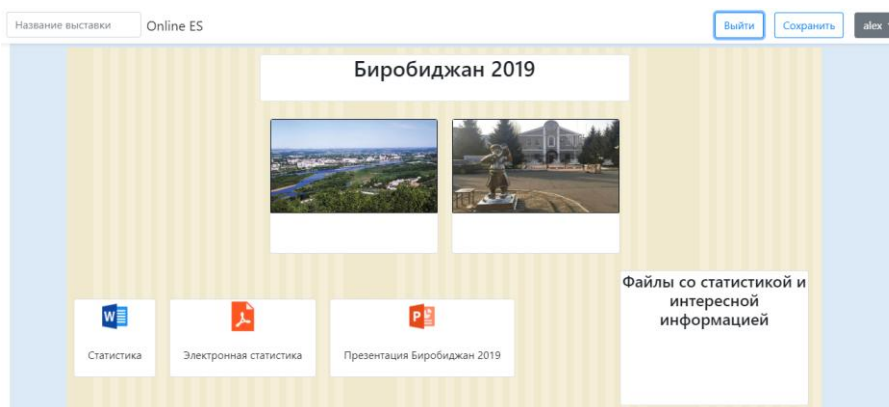 Название выставки
Online ES
Выйти
Сохранить
alex
Биробиджан 2019
Файлы со статистикой и
интересной
информацией
Статистика
Электронная статистика
Презентация Биробиджан 2019